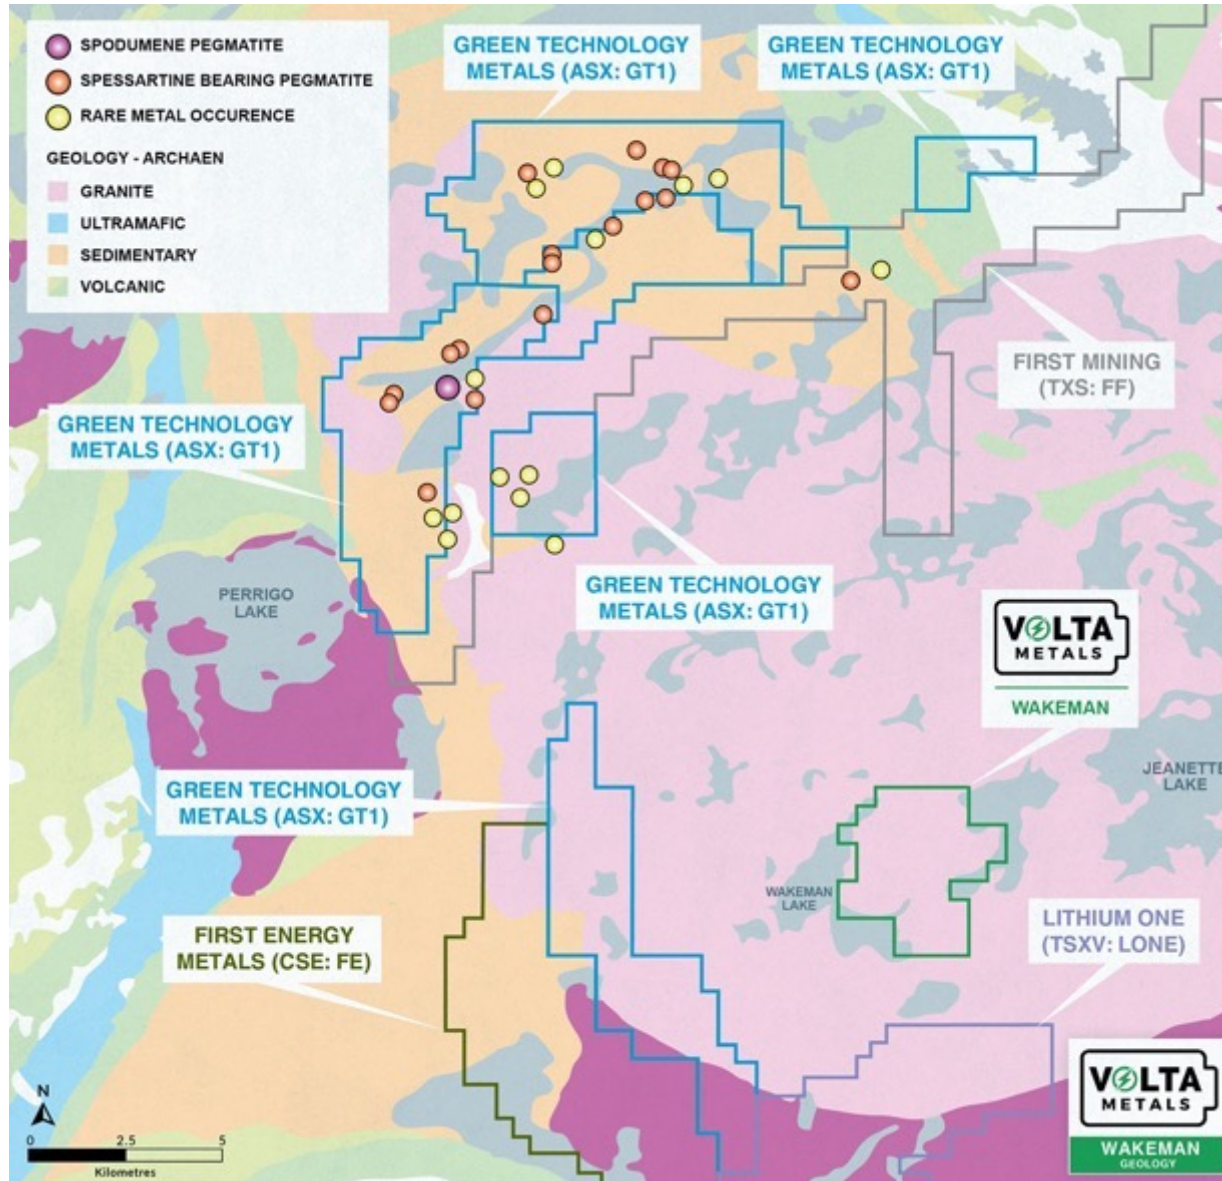 SPODUMENE PEGMATITE
SPESSARTINE BEARING PEGMATITE
RARE METAL OCCURENCE
GEOLOGY - ARCHAEN
GRANITE
ULTRAMAFIC
SEDIMENTARY
VOLCANIC
GREEN TECHNOLOGY
METALS (ASX: GT1)
GREEN TECHNOLOGY
METALS (ASX: GT1)
FIRST MINING
(TXS: FF)
GREEN TECHNOLOGY
METALS (ASX: GT1)
GREEN TECHNOLOGY
METALS (ASX: GT1)
PERRIGO
LAKE
VOLTA
METALS
WAKEMAN
JEANETTE
LAKE
GREEN TECHNOLOGY
METALS (ASX: GT1)
WAKEMAN
LAKE
FIRST ENERGY
METALS (CSE: FE)
LITHIUM ONE
(TSXV: LONE)
N
0 2.5 5
Kilometres
VOLTA
METALS
WAKEMAN
GEOLOGY